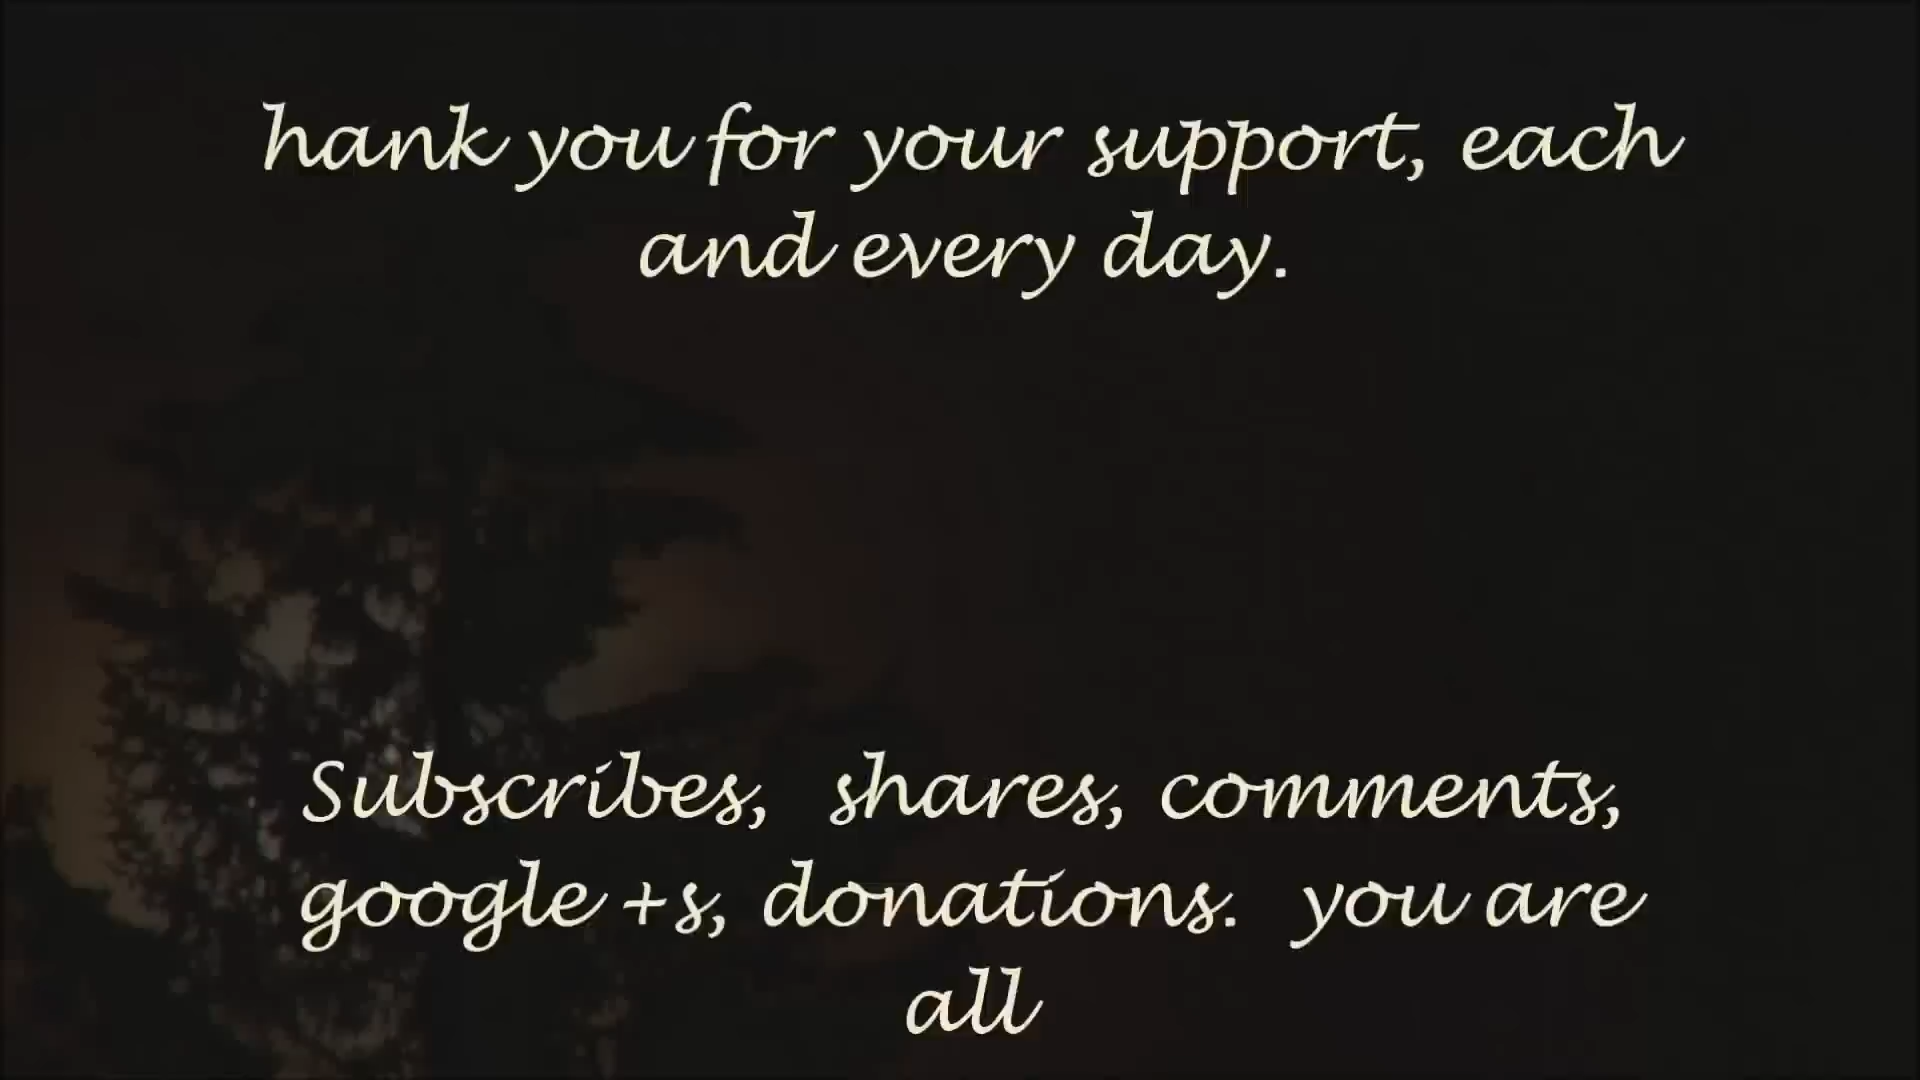 hank you for your support, each
and every day.
Subscribes,  shares, comments,
google +s, donations.  you are
all